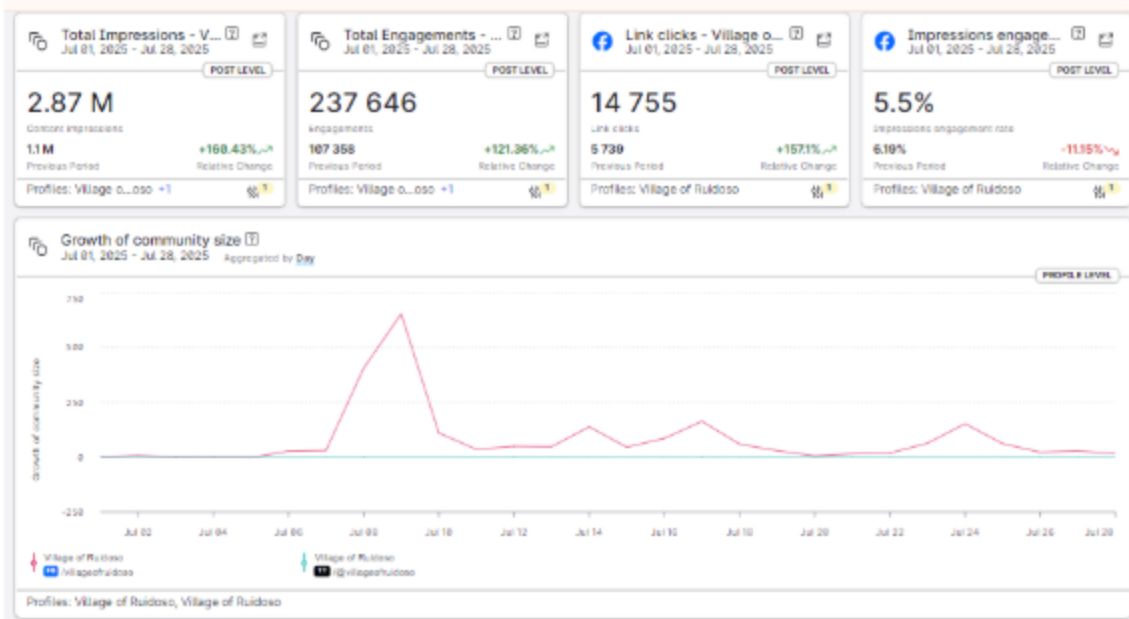 Total Impressions - V...
Jul 01, 2025 - Jul 28, 2025
POST LEVEL
2.87 M
Content impressions
1.1 M
+160.43%
Previous Period
Relative Change
Profiles: Village o...oso +1
1
Total Engagements - ...
Jul 01, 2025 - Jul 28, 2025
POST LEVEL
237 646
Engagements
107 358
+121.36%
Previous Period
Relative Change
Profiles: Village o...oso +1
1
Link clicks - Village o...
Jul 01, 2025 - Jul 28, 2025
POST LEVEL
14 755
Link clicks
5 739
+157.1%
Previous Period
Relative Change
Profiles: Village of Ruidoso
1
Impressions engage...
Jul 01, 2025 - Jul 28, 2025
POST LEVEL
5.5%
Impressions engagement rate
6.19%
-11.15%
Previous Period
Relative Change
Profiles: Village of Ruidoso
1
Growth of community size
Jul 01, 2025 - Jul 28, 2025 Aggregated by Day
PROFILE LEVEL
Growth of community size
750
500
250
0
-250
Jul 02 Jul 04 Jul 06 Jul 08 Jul 10 Jul 12 Jul 14 Jul 16 Jul 18 Jul 20 Jul 22 Jul 24 Jul 26 Jul 28
Village of Ruidoso
/villageofruidoso
Village of Ruidoso
/@villageofruidoso
Profiles: Village of Ruidoso, Village of Ruidoso